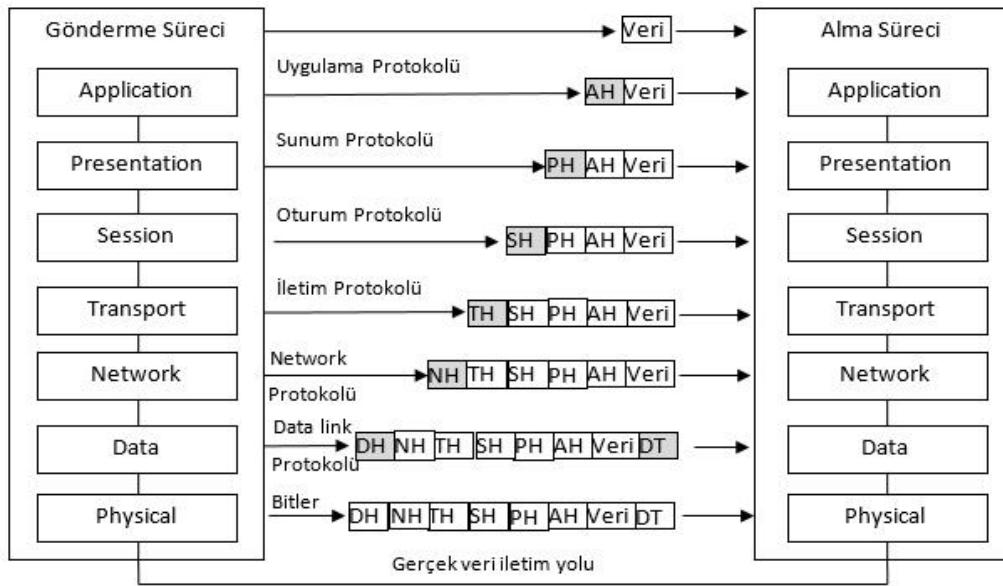 Gönderme Süreci Veri Alma Süreci
Uygulama Protokolü
Application AH Veri Application
Sunum Protokolü
Presentation PH AH Veri Presentation
Oturum Protokolü
Session SH PH AH Veri Session
İletim Protokolü
Transport TH SH PH AH Veri Transport
Network
Network NH TH SH PH AH Veri Network
Protokolü
Data link
Data DH NH TH SH PH AH Veri DT Data
Protokolü
Bitler
Physical DH NH TH SH PH AH Veri DT Physical
Gerçek veri iletim yolu